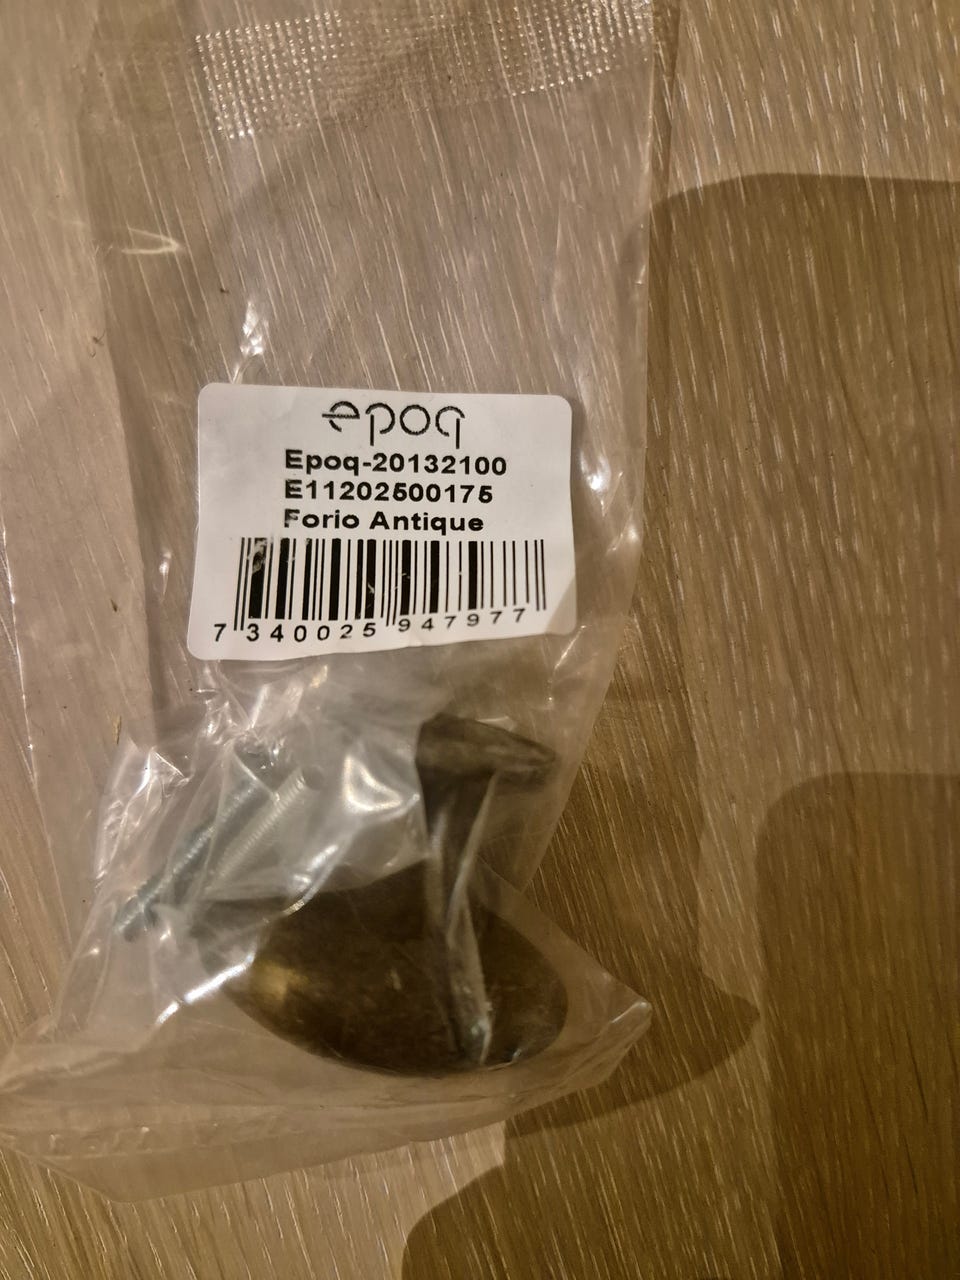 epoq
Epoq-20132100
E11202500175
Forio Antique
7 340025 947977